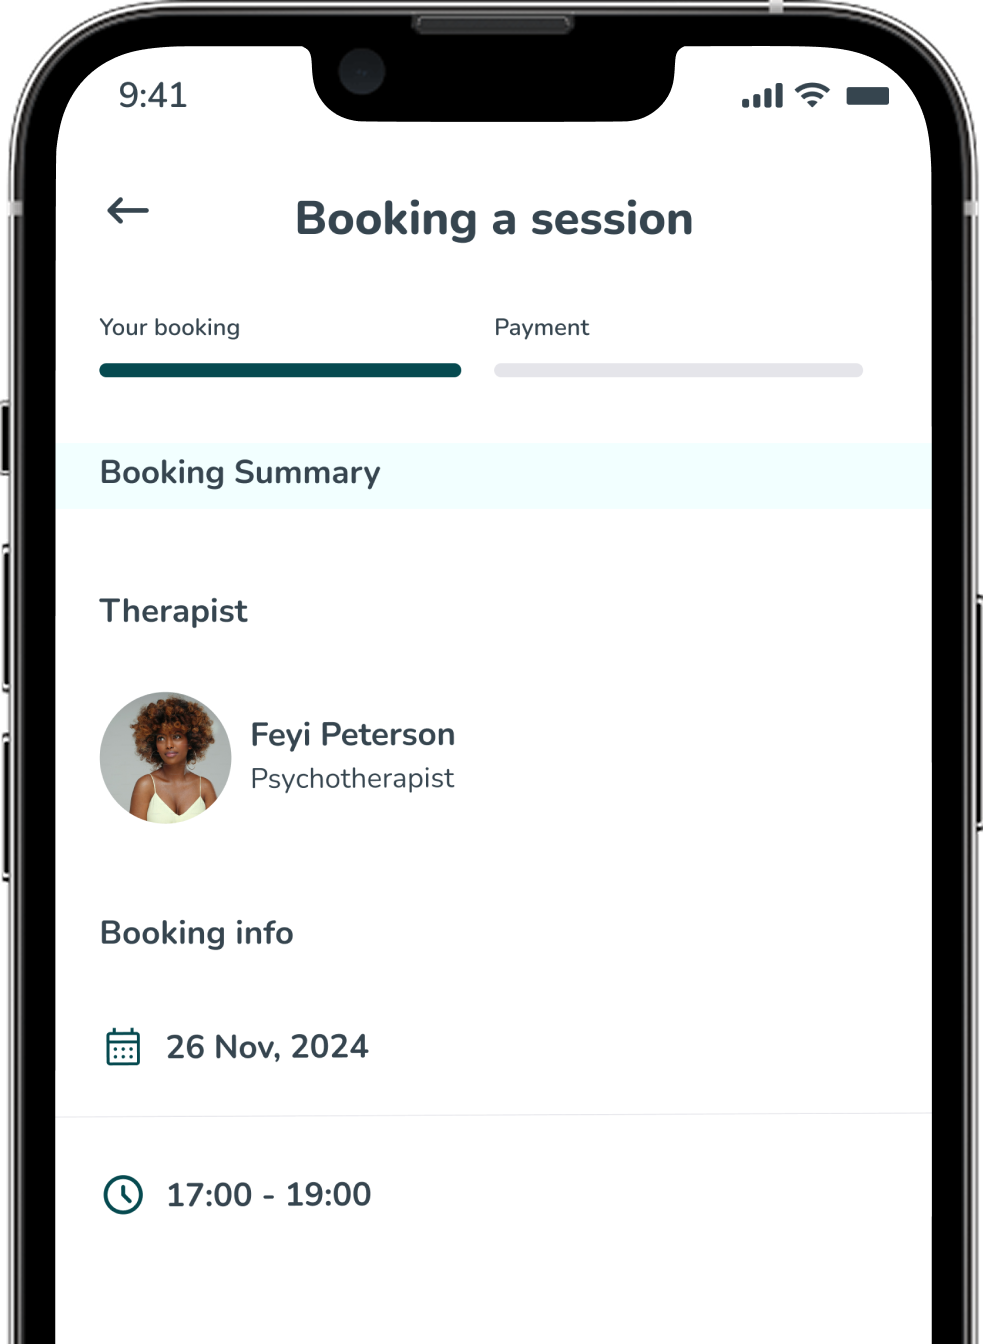 9:41
Booking a session
Your booking
Payment
Booking Summary
Therapist
Feyi Peterson
Psychotherapist
Booking info
26 Nov, 2024
17:00 - 19:00